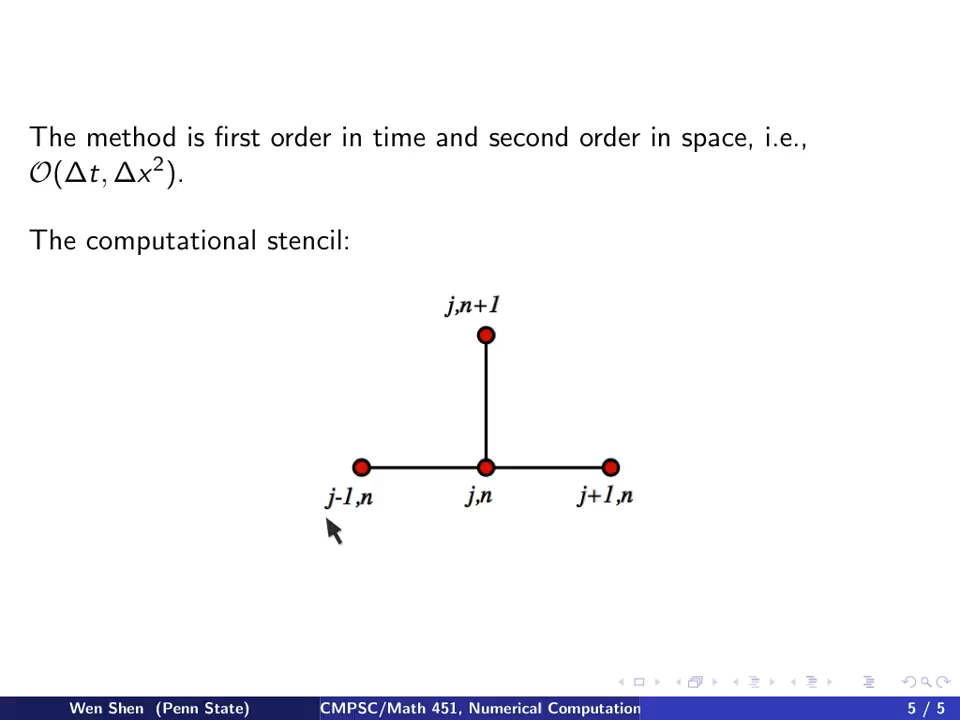 The method is first order in time and second order in space, i.e.,
𝒪(Δt, Δx²).
The computational stencil:
j,n+1
j-1,n
j,n
j+1,n
Wen Shen (Penn State)
CMPSC/Math 451, Numerical Computation
5 / 5